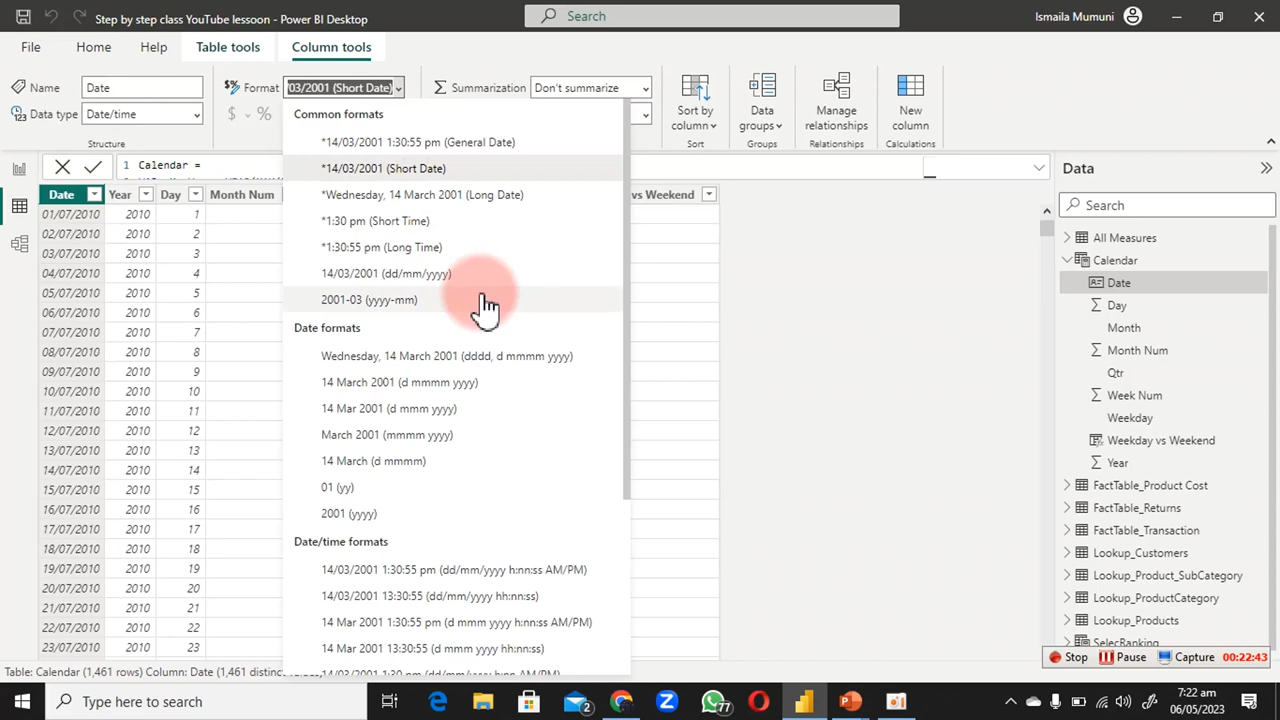 Step by step class YouTube lessoon - Power BI Desktop
Search
Ismaila Mumuni
File
Home
Help
Table tools
Column tools
Name
Date
Format
'03/2001 (Short Date)
Summarization
Don't summarize
Data type
Date/time
$
%
Sort by column
Data groups
Manage relationships
New column
Structure
Sort
Groups
Relationships
Calculations
Common formats
*14/03/2001 1:30:55 pm (General Date)
*14/03/2001 (Short Date)
*Wednesday, 14 March 2001 (Long Date)
*1:30 pm (Short Time)
*1:30:55 pm (Long Time)
14/03/2001 (dd/mm/yyyy)
2001-03 (yyyy-mm)
Date formats
Wednesday, 14 March 2001 (dddd, d mmmm yyyy)
14 March 2001 (d mmmm yyyy)
14 Mar 2001 (d mmm yyyy)
March 2001 (mmmm yyyy)
14 March (d mmmm)
01 (yy)
2001 (yyyy)
Date/time formats
14/03/2001 1:30:55 pm (dd/mm/yyyy h:nn:ss AM/PM)
14/03/2001 13:30:55 (dd/mm/yyyy hh:nn:ss)
14 Mar 2001 1:30:55 pm (d mmm yyyy h:nn:ss AM/PM)
14 Mar 2001 13:30:55 (d mmm yyyy hh:nn:ss)
1 Calendar =
Date Year Day Month Num vs Weekend
01/07/2010 2010 1
02/07/2010 2010 2
03/07/2010 2010 3
04/07/2010 2010 4
05/07/2010 2010 5
06/07/2010 2010 6
07/07/2010 2010 7
08/07/2010 2010 8
09/07/2010 2010 9
10/07/2010 2010 10
11/07/2010 2010 11
12/07/2010 2010 12
13/07/2010 2010 13
14/07/2010 2010 14
15/07/2010 2010 15
16/07/2010 2010 16
17/07/2010 2010 17
18/07/2010 2010 18
19/07/2010 2010 19
20/07/2010 2010 20
21/07/2010 2010 21
22/07/2010 2010 22
23/07/2010 2010 23
Data
Search
All Measures
Calendar
Date
Day
Month
Month Num
Qtr
Week Num
Weekday
Weekday vs Weekend
Year
FactTable_Product Cost
FactTable_Returns
FactTable_Transaction
Lookup_Customers
Lookup_Product_SubCategory
Lookup_ProductCategory
Lookup_Products
SelecRanking
Table: Calendar (1,461 rows) Column: Date (1,461 distinct values)
Stop Pause Capture 00:22:43
Type here to search
2
77
7:22 am
06/05/2023